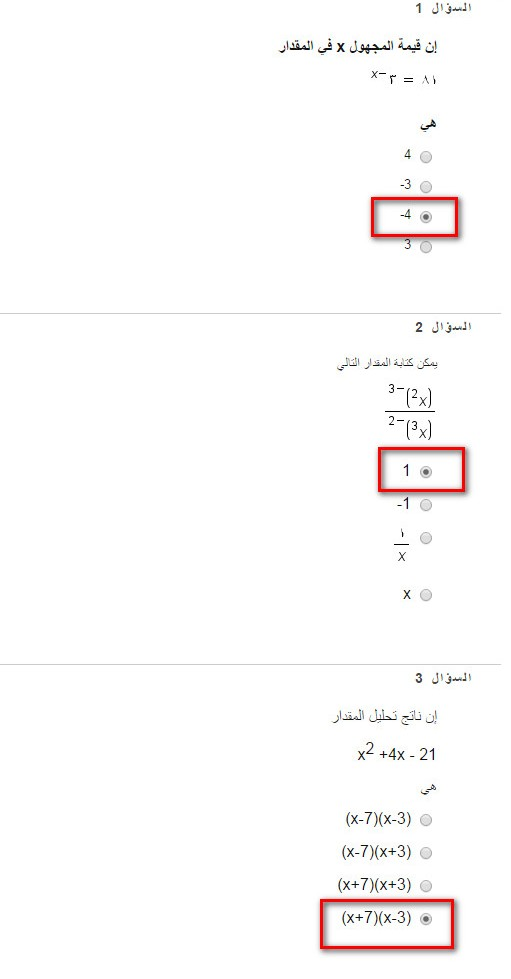 السؤال 1
إن قيمة المجهول x في المقدار
٨١ = ٣⁻ˣ
هي
4
-3
-4
3
السؤال 2
يمكن كتابة المقدار التالي
(x²)⁻³
(x³)⁻²
1
-1
١
x
x
السؤال 3
إن ناتج تحليل المقدار
x² +4x - 21
هي
(x-7)(x-3)
(x-7)(x+3)
(x+7)(x+3)
(x+7)(x-3)